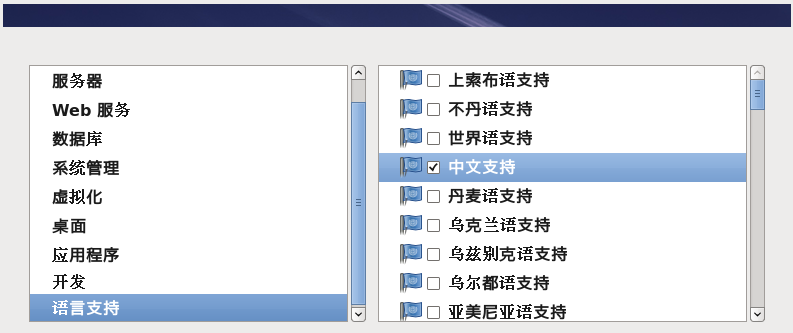 服务器
Web 服务
数据库
系统管理
虚拟化
桌面
应用程序
开发
语言支持
上索布语支持
不丹语支持
世界语支持
中文支持
丹麦语支持
乌克兰语支持
乌兹别克语支持
乌尔都语支持
亚美尼亚语支持